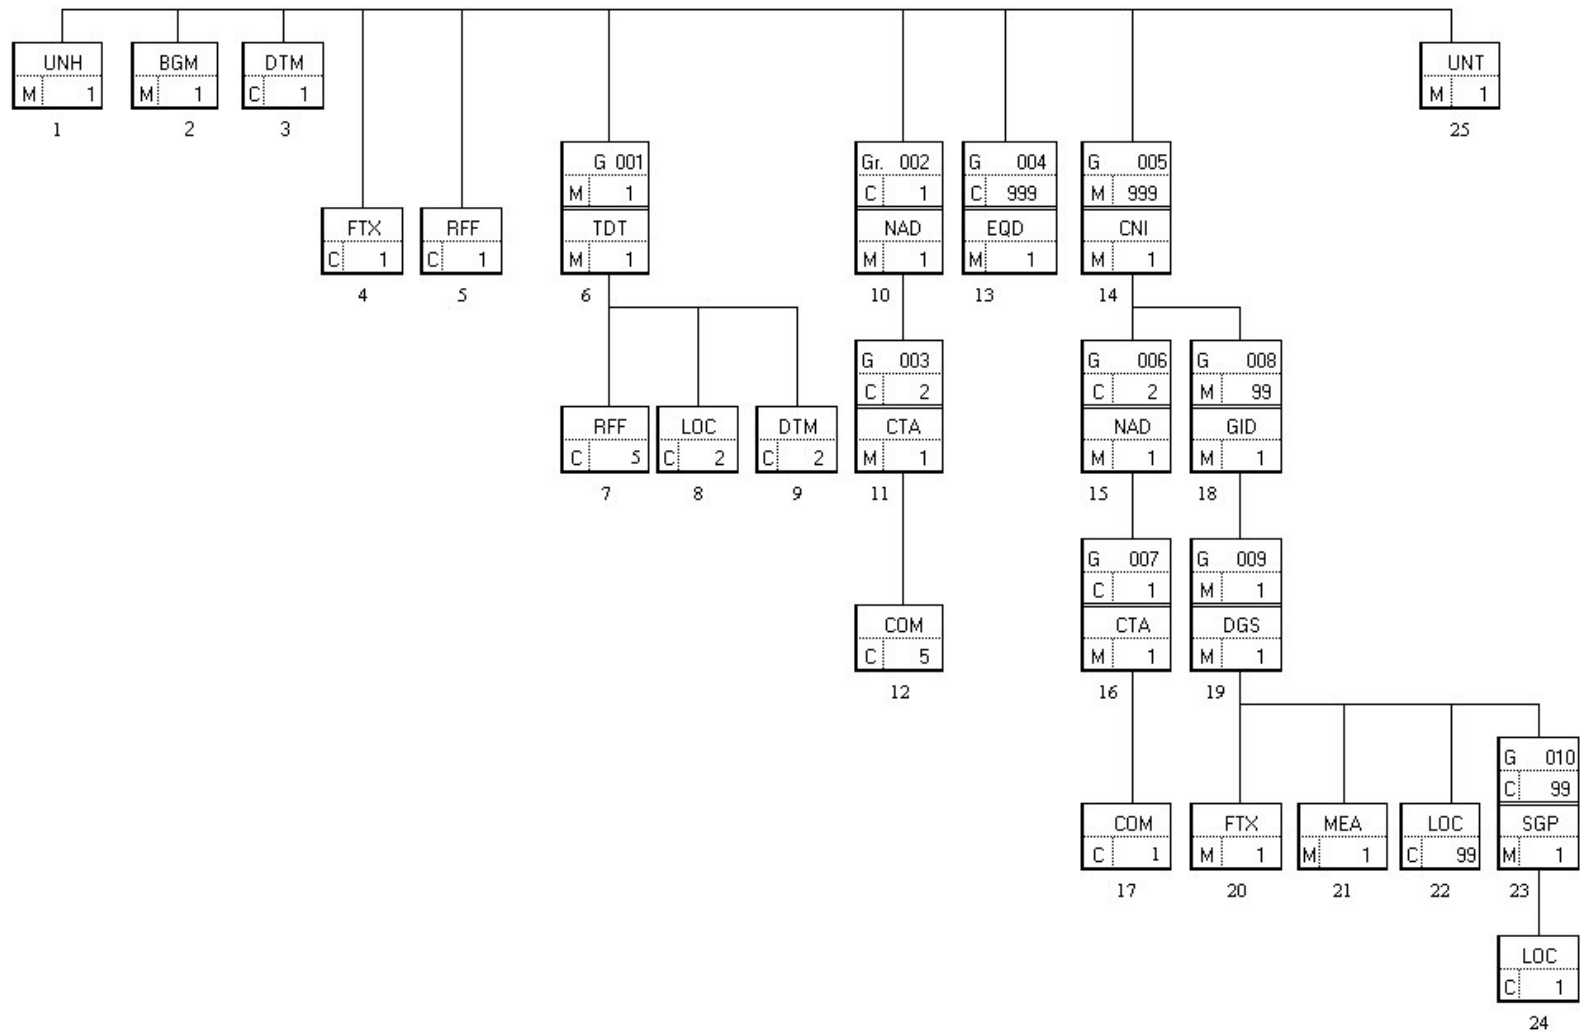 UNH
M 1
1
BGM
M 1
2
DTM
C 1
3
FTX
C 1
4
RFF
C 1
5
G 001
M 1
TDT
M 1
6
RFF
C 5
7
LOC
C 2
8
DTM
C 2
9
Gr. 002
C 1
NAD
M 1
10
G 003
C 2
CTA
M 1
11
COM
C 5
12
G 004
C 999
EQD
M 1
13
G 005
M 999
CNI
M 1
14
G 006
C 2
NAD
M 1
15
G 007
C 1
CTA
M 1
16
COM
C 1
17
G 008
M 99
GID
M 1
18
G 009
M 1
DGS
M 1
19
FTX
M 1
20
MEA
M 1
21
LOC
C 99
22
G 010
C 99
SGP
M 1
23
LOC
C 1
24
UNT
M 1
25